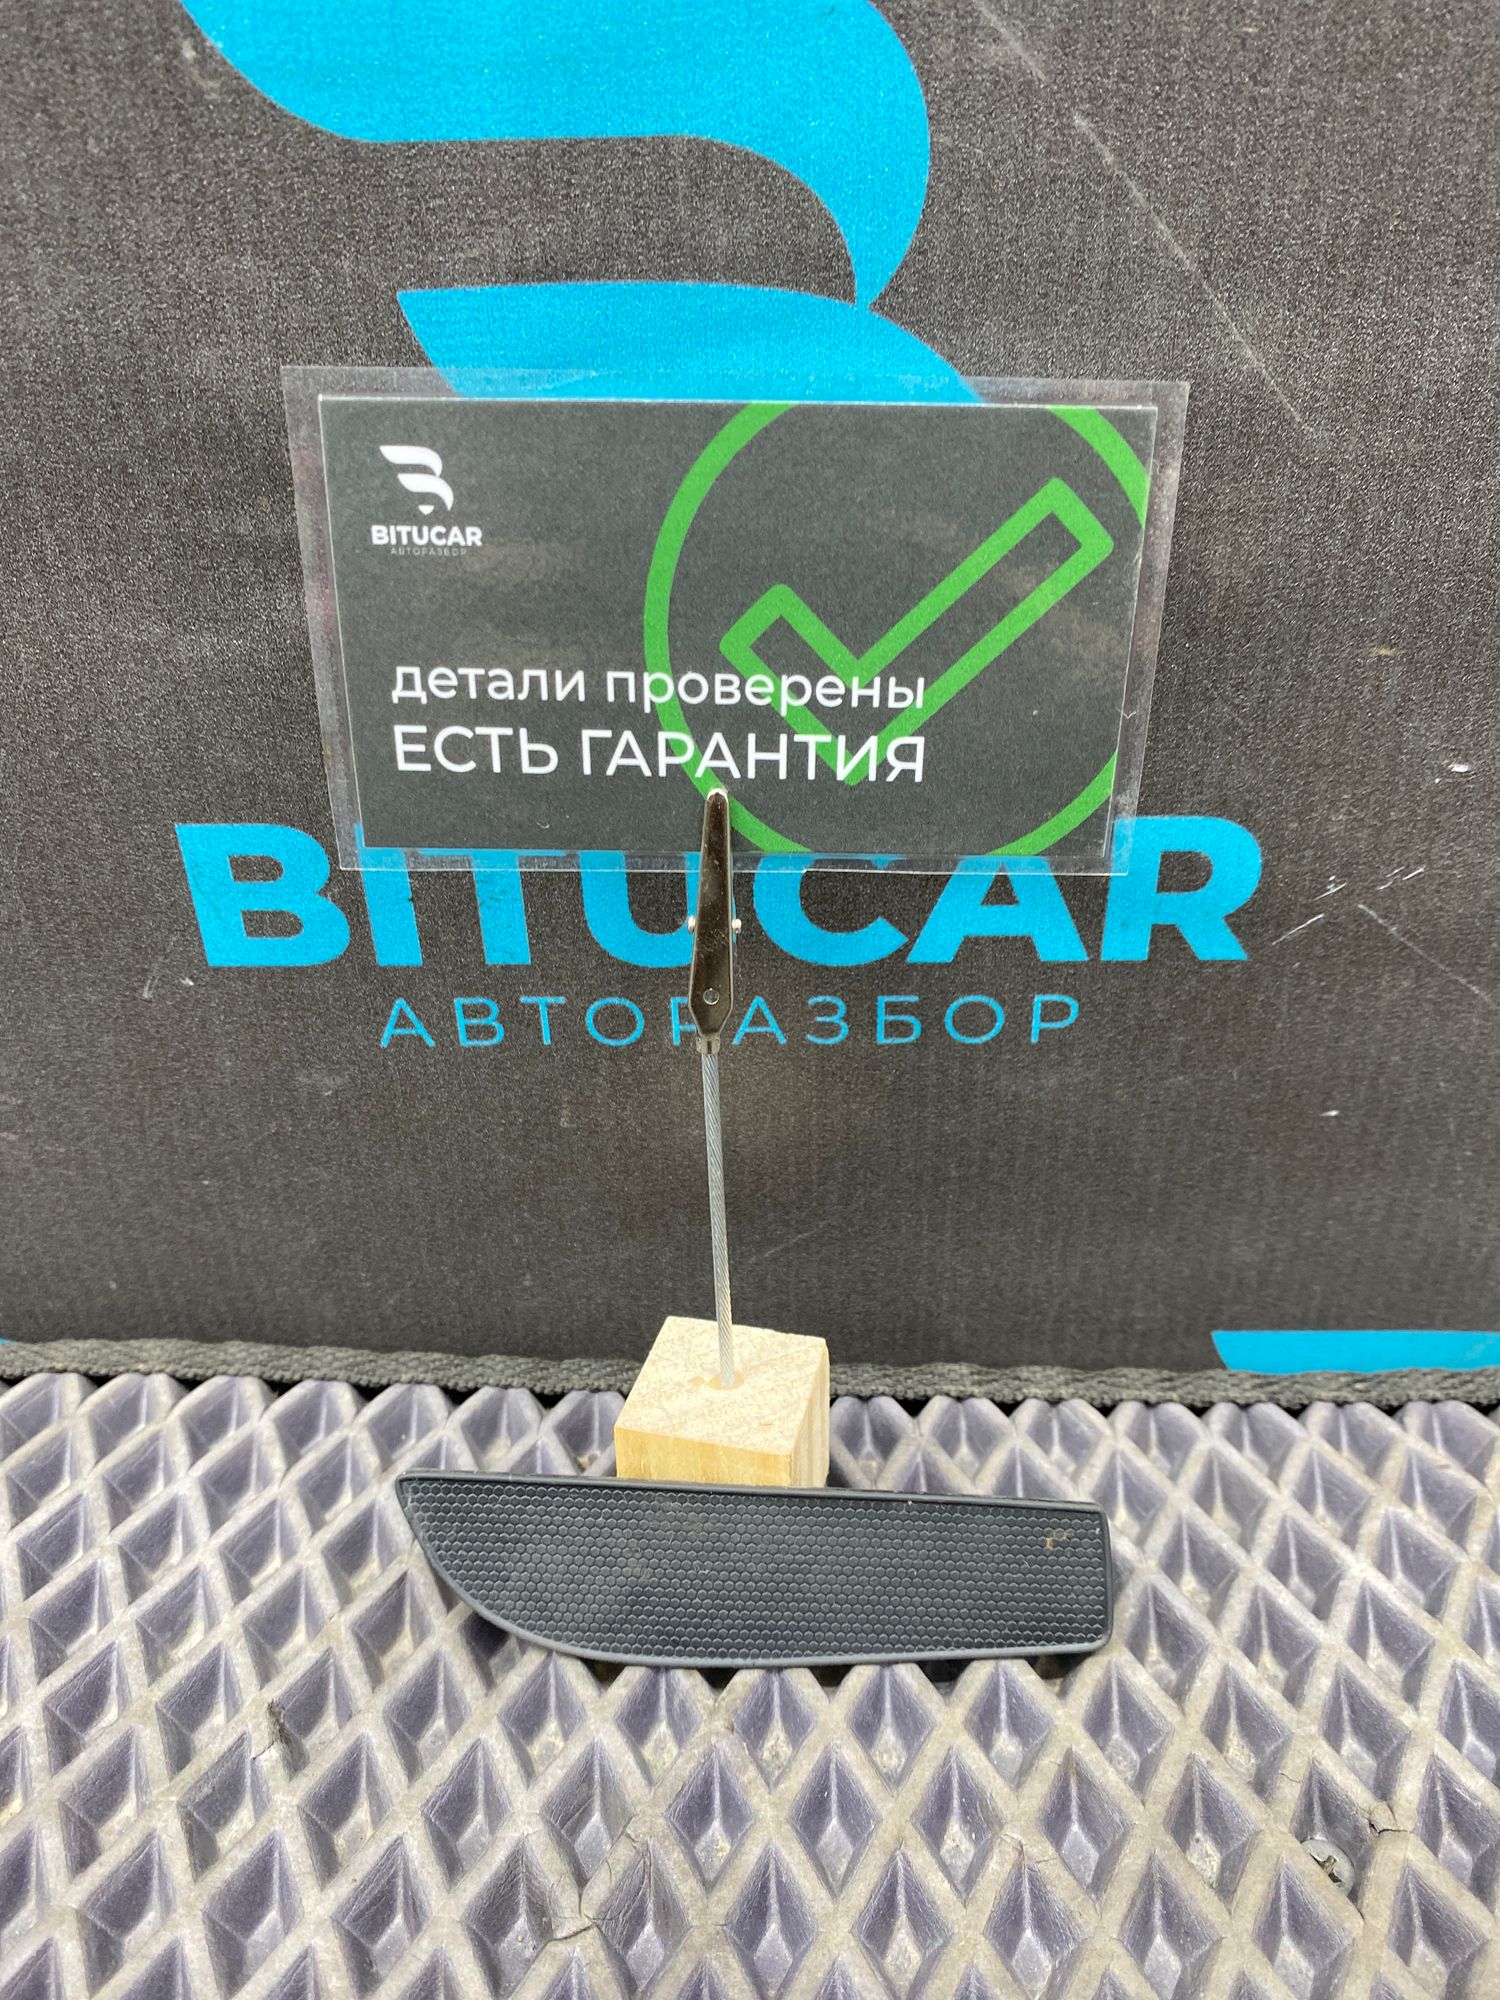 BITUCAR
АВТОРАЗБОР
детали проверены
ЕСТЬ ГАРАНТИЯ
BITUCAR
АВТОРАЗБОР